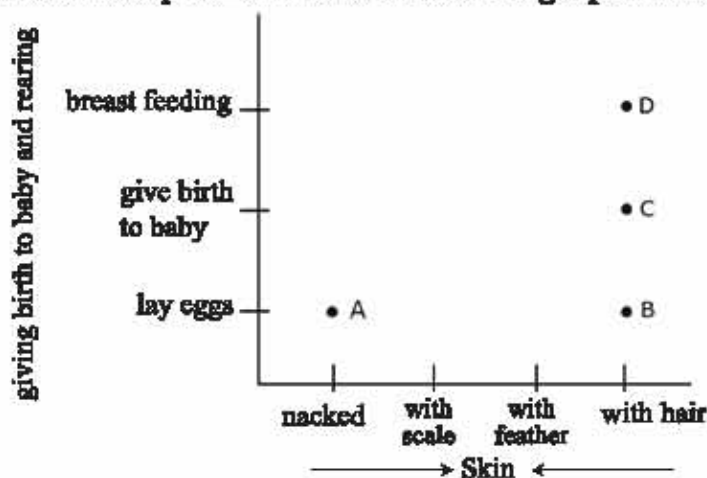 giving birth to baby and rearing
breast feeding
D
give birth
to baby
C
lay eggs
A
B
nacked
with
scale
with
feather
with hair
Skin